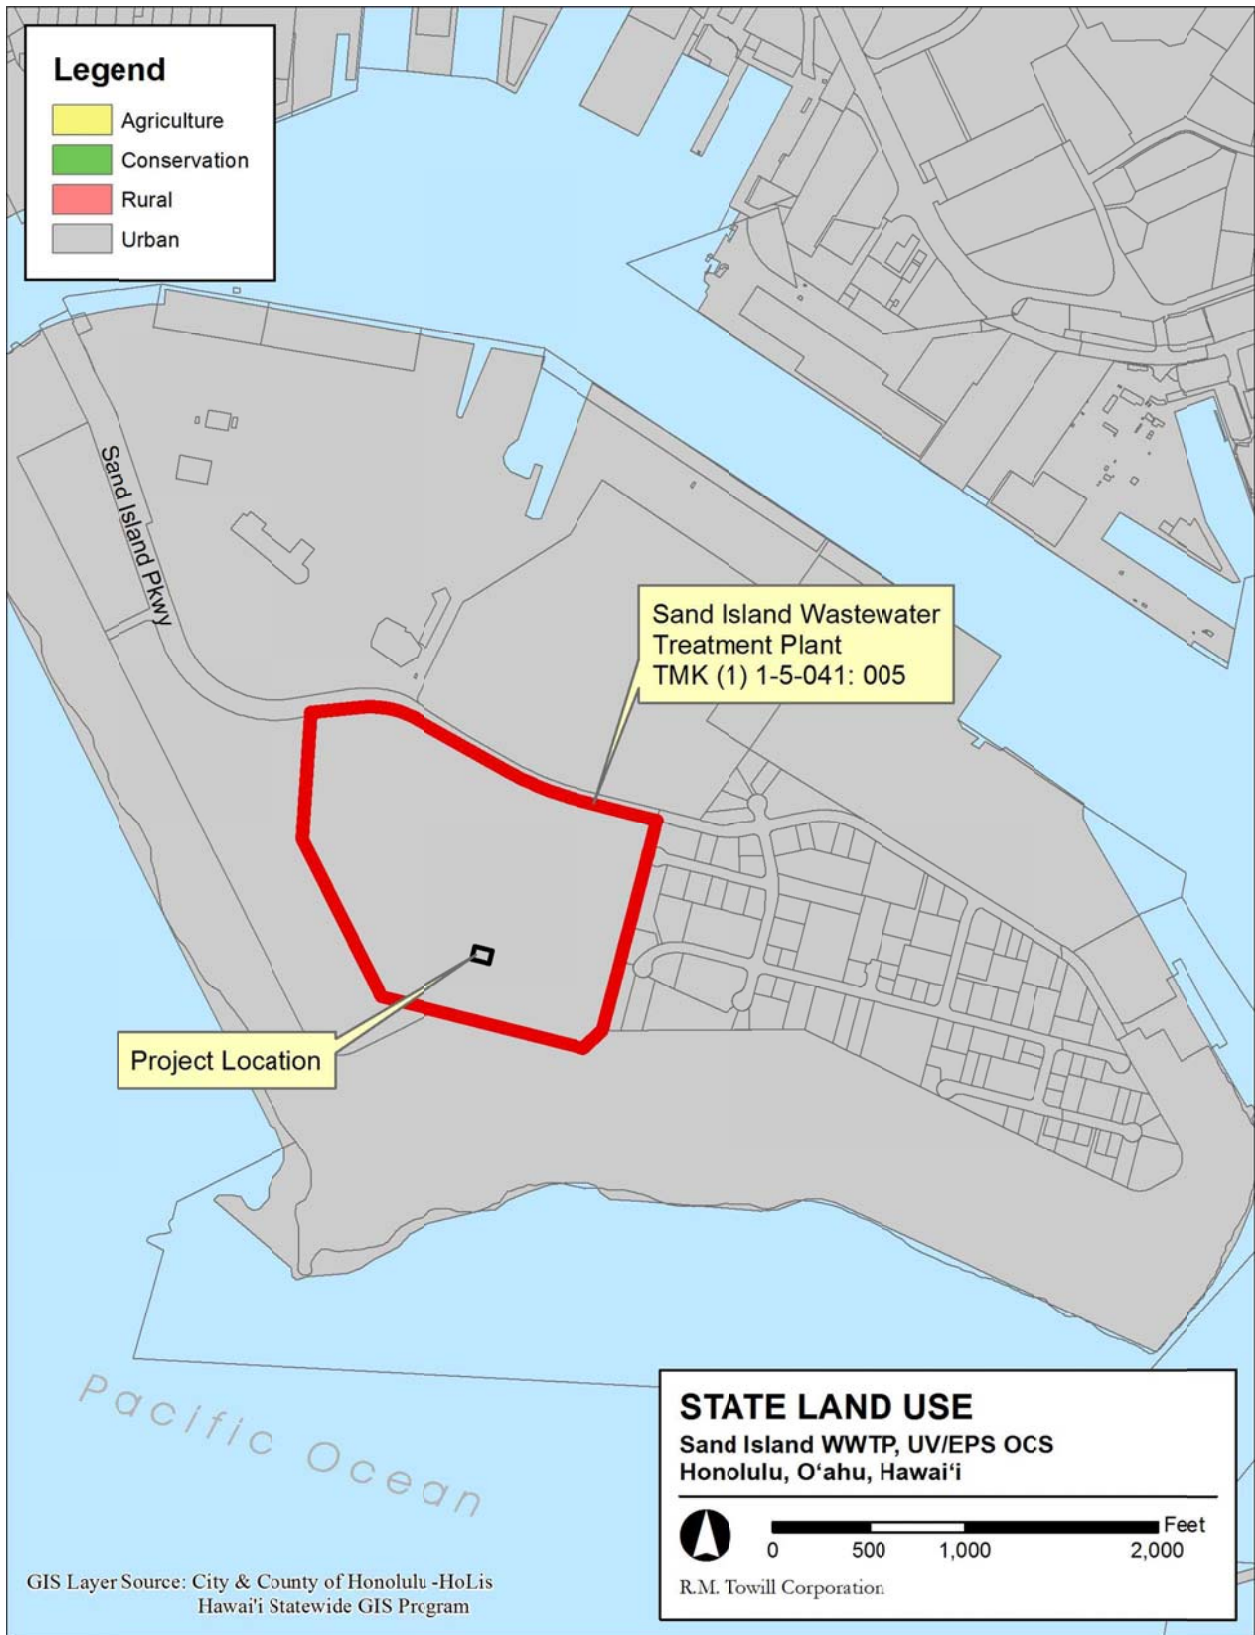 Legend
Agriculture
Conservation
Rural
Urban
Sand Island Pkwy
Sand Island Wastewater
Treatment Plant
TMK (1) 1-5-041: 005
Project Location
Pacific Ocean
STATE LAND USE
Sand Island WWTP, UV/EPS OCS
Honolulu, Oʻahu, Hawaiʻi
Feet
0 500 1,000 2,000
R.M. Towill Corporation
GIS Layer Source: City & County of Honolulu -HoLis
Hawai'i Statewide GIS Program